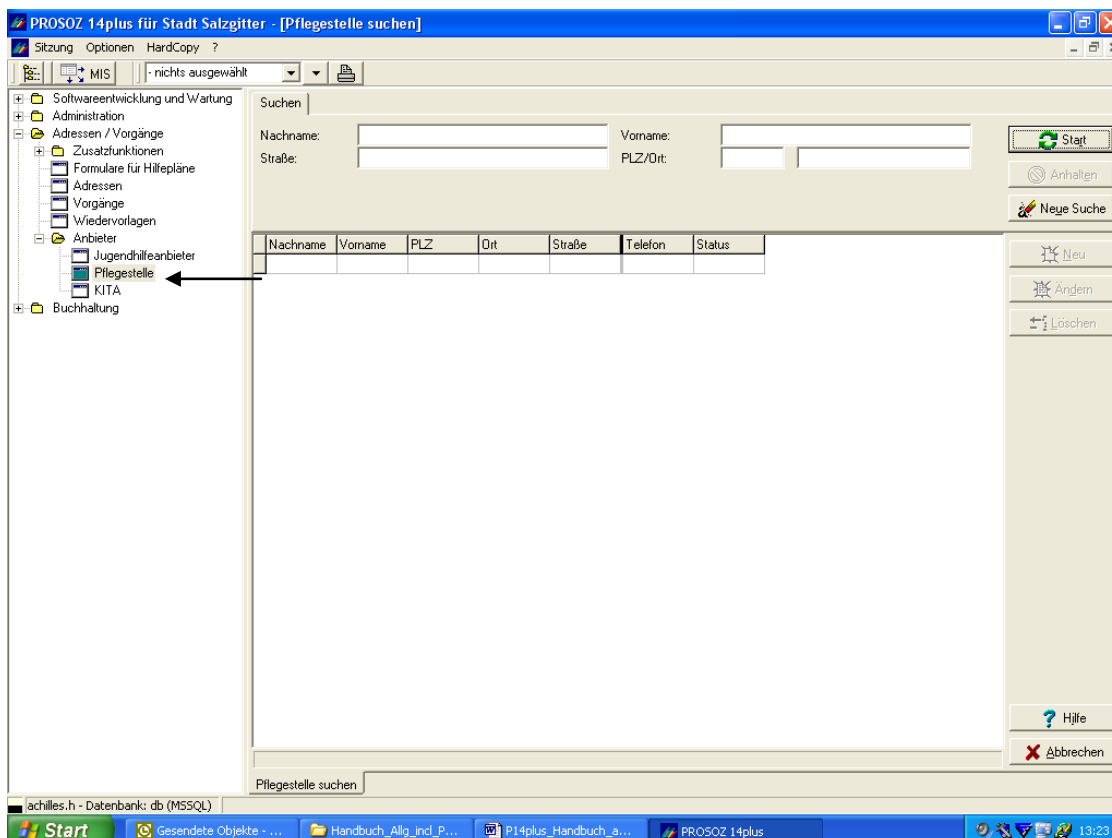 PROSOZ 14plus für Stadt Salzgitter - [Pflegestelle suchen]
Sitzung Optionen HardCopy ?
MIS - nichts ausgewählt
Softwareentwicklung und Wartung
Administration
Adressen / Vorgänge
Zusatzfunktionen
Formulare für Hilfepläne
Adressen
Vorgänge
Wiedervorlagen
Anbieter
Jugendhilfeanbieter
Pflegestelle
KITA
Buchhaltung
Suchen
Nachname: Vorname:
Straße: PLZ/Ort:
Start
Anhalten
Neue Suche
Nachname Vorname PLZ Ort Straße Telefon Status
Neu
Ändern
Löschen
Hilfe
Abbrechen
Pflegestelle suchen
achilles.h - Datenbank: db (MSSQL)
Start Gesendete Objekte - ... Handbuch_Allg_incl_P... P14plus_Handbuch_a... PROSOZ 14plus 13:23